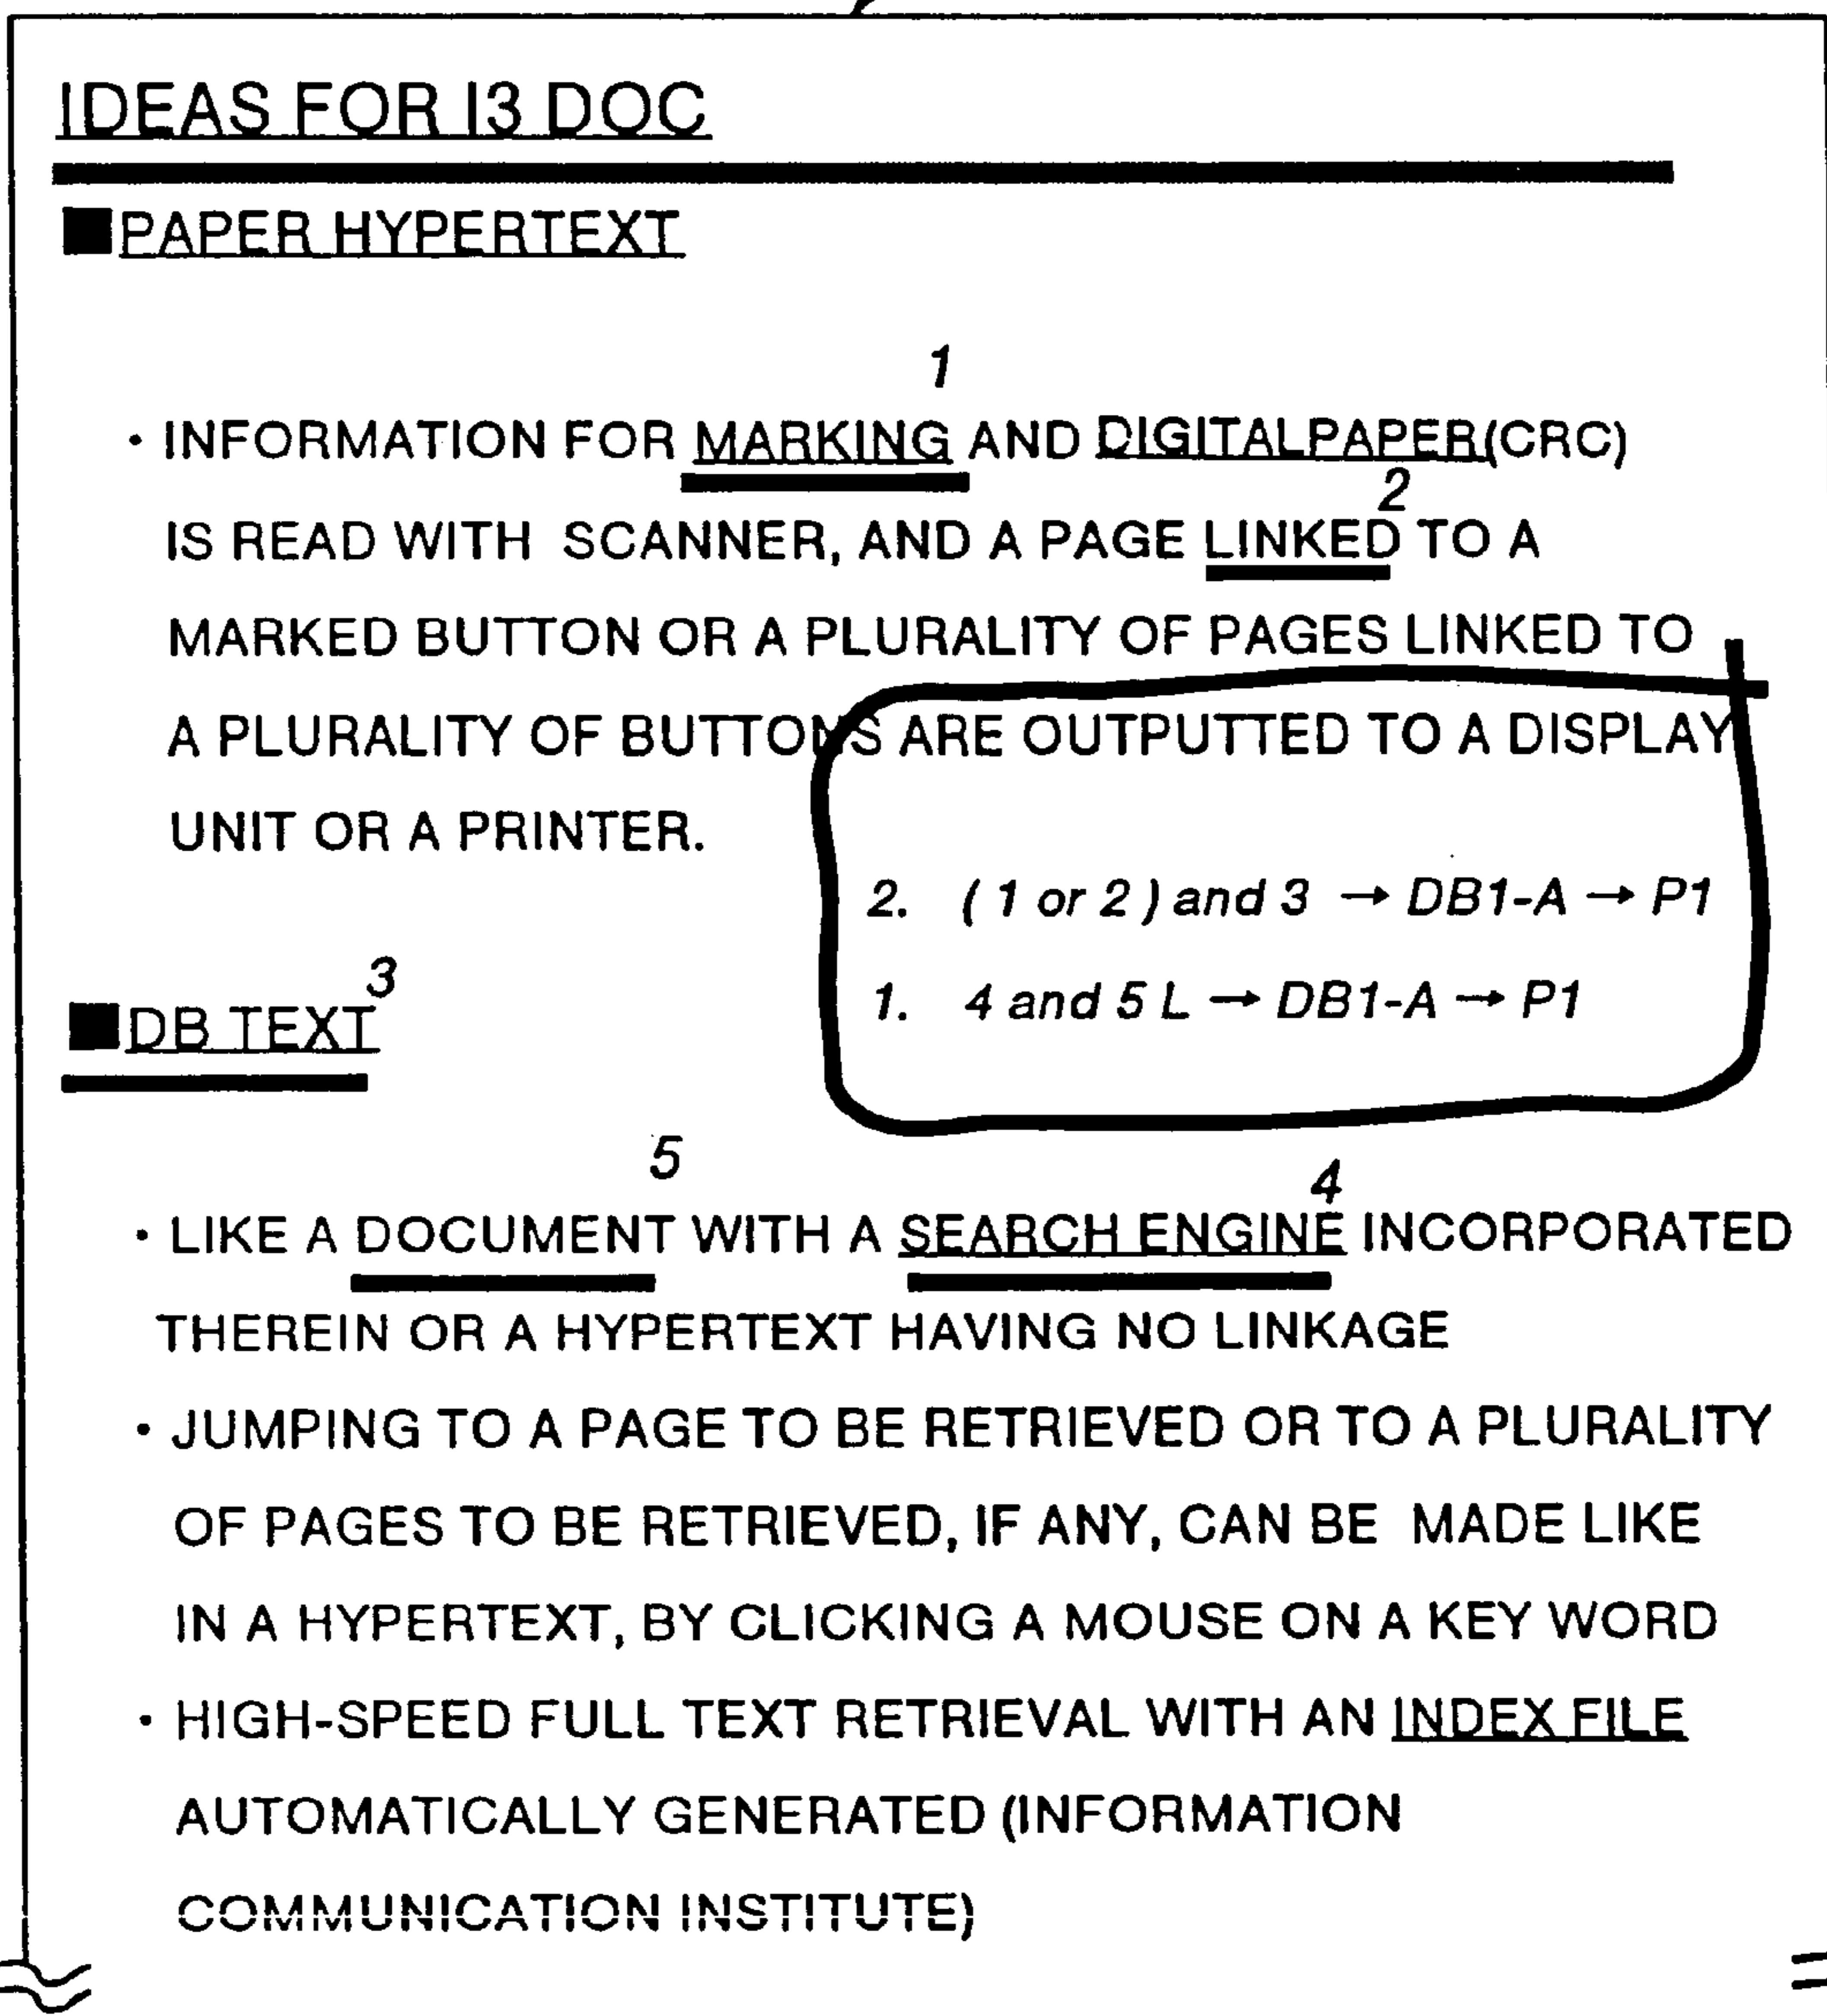 IDEAS FOR I3 DOC
■PAPER HYPERTEXT
1
・INFORMATION FOR MARKING AND DIGITALPAPER(CRC)
2
IS READ WITH SCANNER, AND A PAGE LINKED TO A
MARKED BUTTON OR A PLURALITY OF PAGES LINKED TO
A PLURALITY OF BUTTONS ARE OUTPUTTED TO A DISPLAY
UNIT OR A PRINTER.
2. (1 or 2) and 3 → DB1-A → P1
1. 4 and 5 L → DB1-A → P1
3
■DB TEXT
5 4
・LIKE A DOCUMENT WITH A SEARCH ENGINE INCORPORATED
THEREIN OR A HYPERTEXT HAVING NO LINKAGE
・JUMPING TO A PAGE TO BE RETRIEVED OR TO A PLURALITY
OF PAGES TO BE RETRIEVED, IF ANY, CAN BE MADE LIKE
IN A HYPERTEXT, BY CLICKING A MOUSE ON A KEY WORD
・HIGH-SPEED FULL TEXT RETRIEVAL WITH AN INDEX FILE
AUTOMATICALLY GENERATED (INFORMATION
COMMUNICATION INSTITUTE)